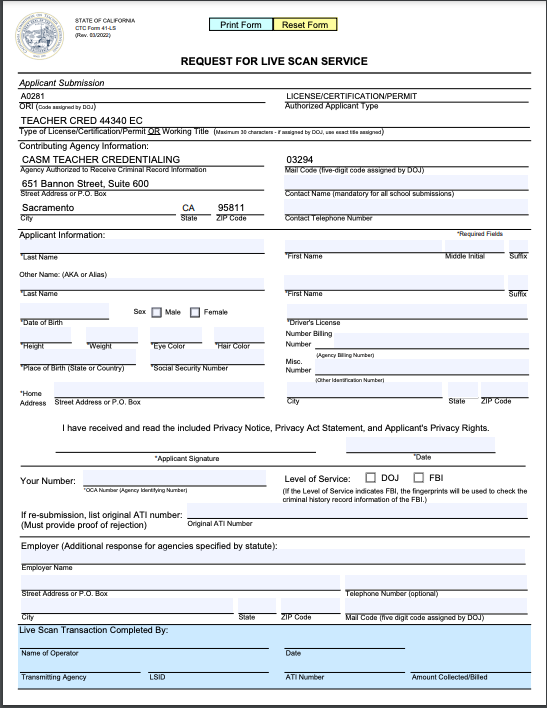 STATE OF CALIFORNIA
CTC Form 41-LS
(Rev. 03/2022)
Print Form Reset Form
REQUEST FOR LIVE SCAN SERVICE
Applicant Submission
A0281 LICENSE/CERTIFICATION/PERMIT
ORI (Code assigned by DOJ) Authorized Applicant Type
TEACHER CRED 44340 EC
Type of License/Certification/Permit OR Working Title (Maximum 30 characters - if assigned by DOJ, use exact title assigned)
Contributing Agency Information:
CASM TEACHER CREDENTIALING 03294
Agency Authorized to Receive Criminal Record Information Mail Code (five-digit code assigned by DOJ)
651 Bannon Street, Suite 600
Street Address or P.O. Box Contact Name (mandatory for all school submissions)
Sacramento CA 95811
City State ZIP Code Contact Telephone Number
Applicant Information: *Required Fields
*Last Name *First Name Middle Initial Suffix
Other Name: (AKA or Alias)
*Last Name *First Name Suffix
Sex Male Female
*Date of Birth *Driver's License
Number Billing
*Height *Weight *Eye Color *Hair Color Number
(Agency Billing Number)
*Place of Birth (State or Country) *Social Security Number Misc.
Number
(Other Identification Number)
*Home
Address Street Address or P.O. Box City State ZIP Code
I have received and read the included Privacy Notice, Privacy Act Statement, and Applicant's Privacy Rights.
*Applicant Signature *Date
Your Number: Level of Service: DOJ FBI
*OCA Number (Agency Identifying Number) (If the Level of Service indicates FBI, the fingerprints will be used to check the
criminal history record information of the FBI.)
If re-submission, list original ATI number:
(Must provide proof of rejection) Original ATI Number
Employer (Additional response for agencies specified by statute):
Employer Name
Street Address or P.O. Box Telephone Number (optional)
City State ZIP Code Mail Code (five digit code assigned by DOJ)
Live Scan Transaction Completed By:
Name of Operator Date
Transmitting Agency LSID ATI Number Amount Collected/Billed